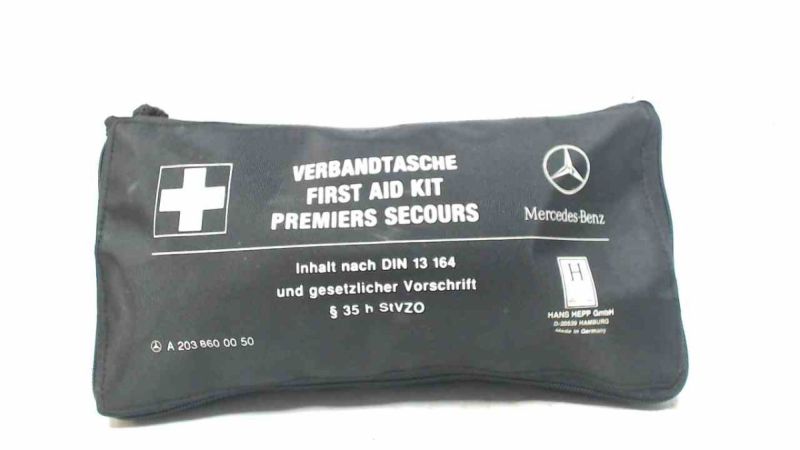 VERBANDTASCHE
FIRST AID KIT
PREMIERS SECOURS
Mercedes-Benz
Inhalt nach DIN 13 164
und gesetzlicher Vorschrift
§ 35 h StVZO
H
HANS HEPP GmbH
D-20539 HAMBURG
Made in Germany
A 203 860 00 50